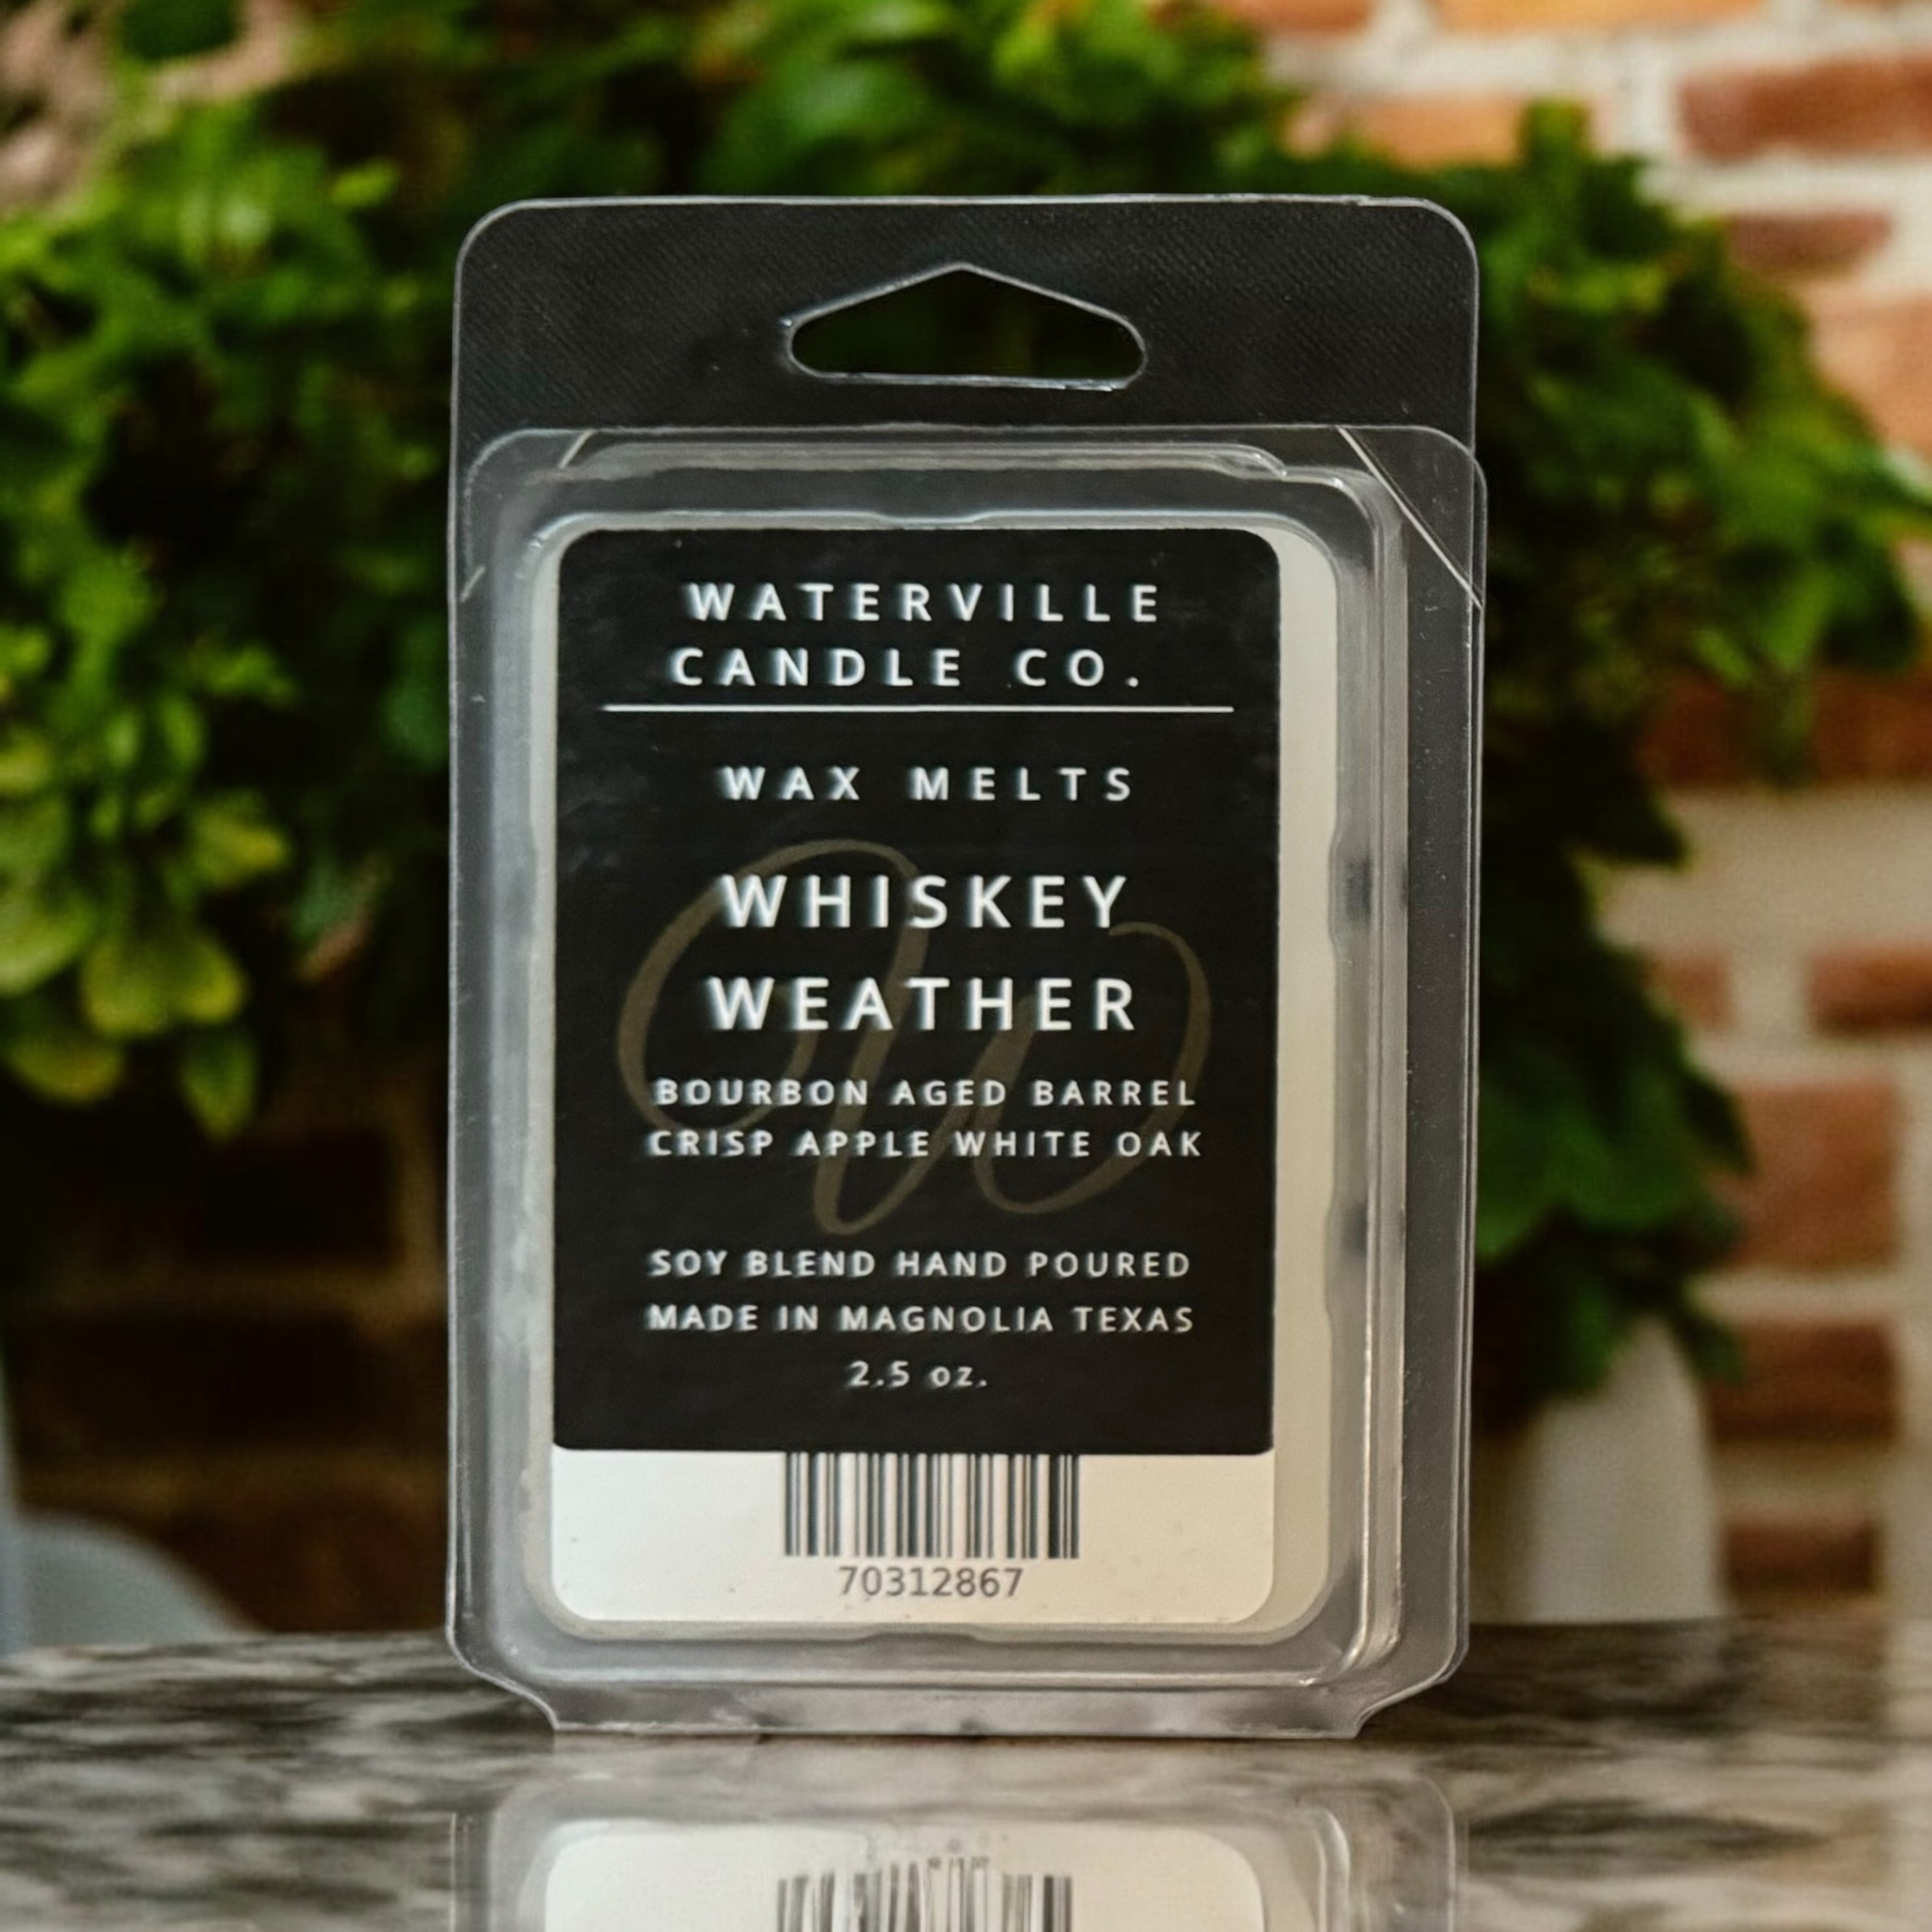 WATERVILLE
CANDLE CO.
WAX MELTS
WHISKEY
WEATHER
BOURBON AGED BARREL
CRISP APPLE WHITE OAK
SOY BLEND HAND POURED
MADE IN MAGNOLIA TEXAS
2.5 oz.
70312867